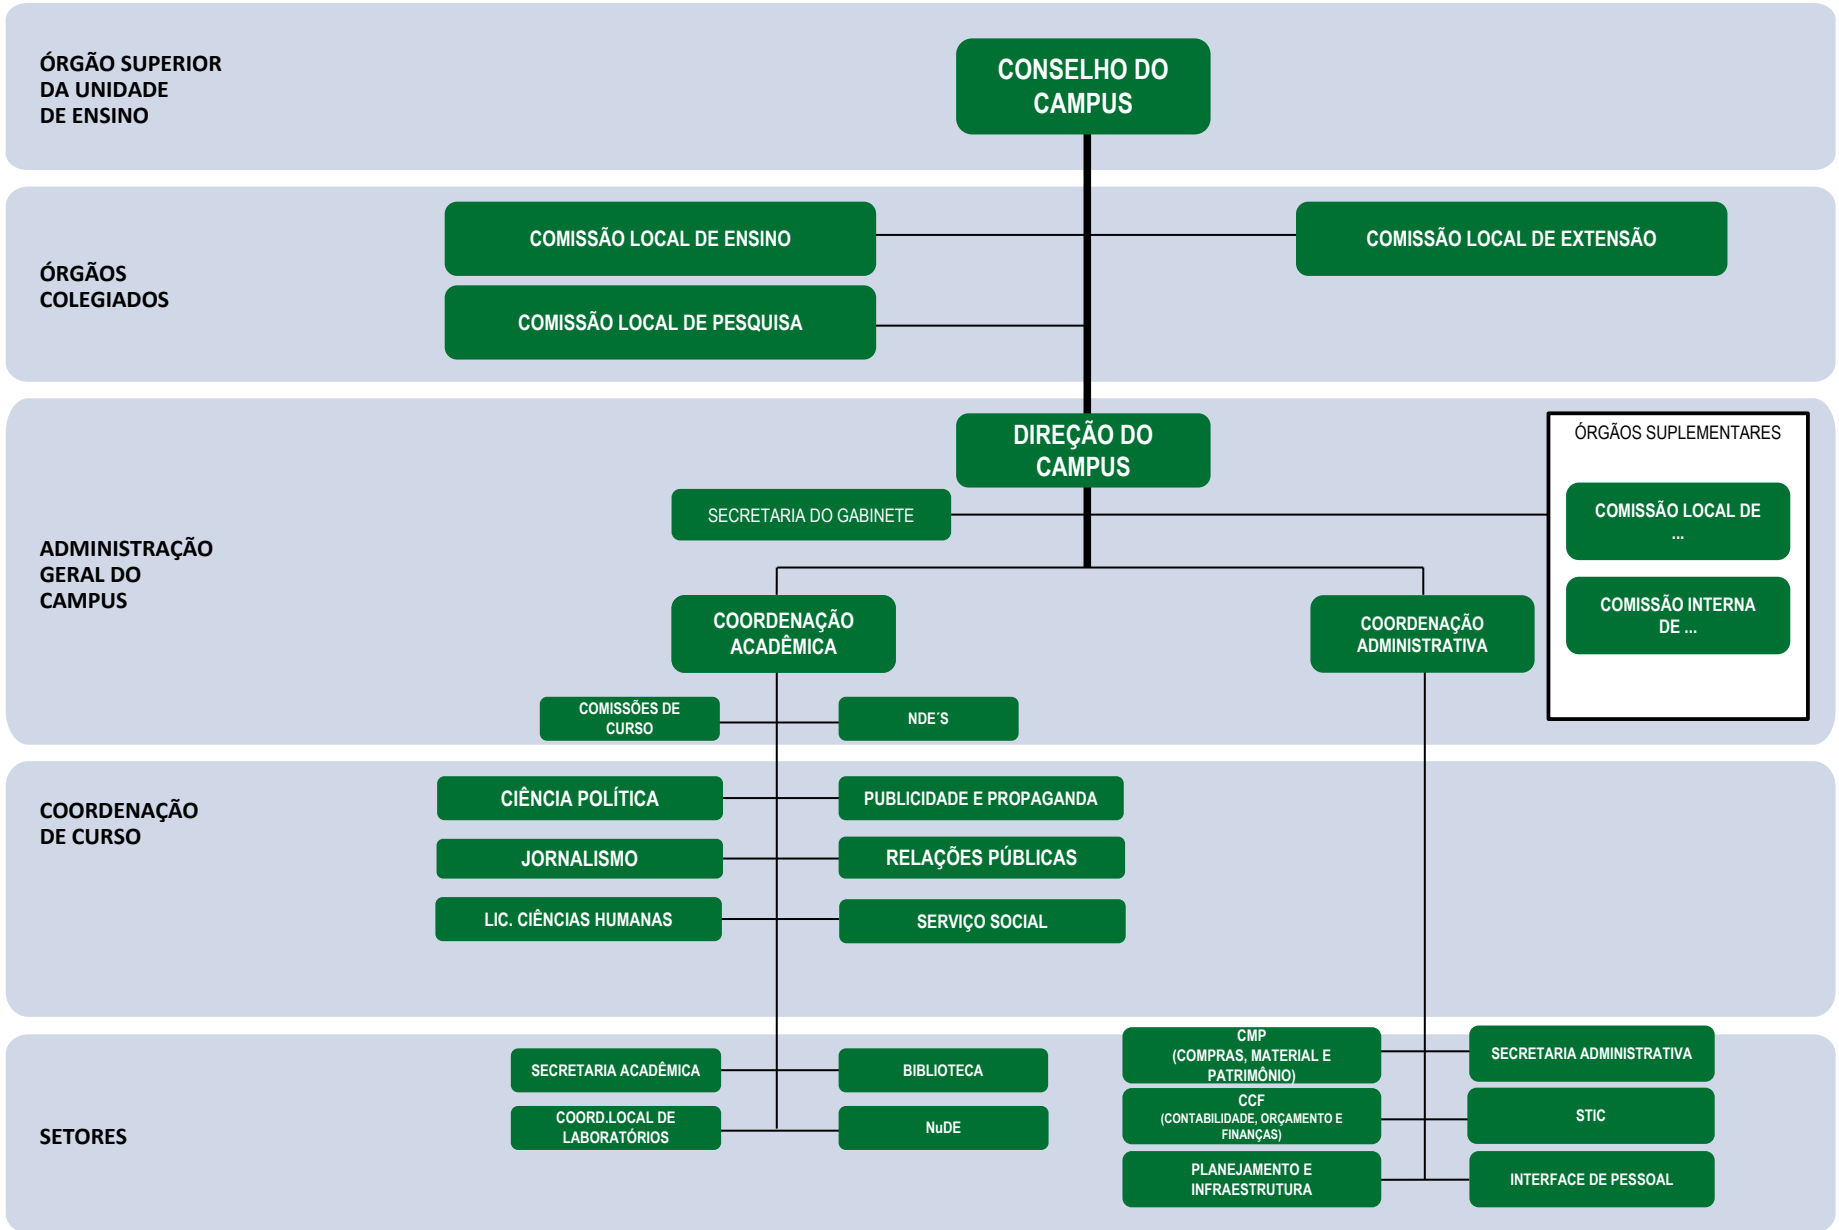 ÓRGÃO SUPERIOR
DA UNIDADE
DE ENSINO
CONSELHO DO
CAMPUS
ÓRGÃOS
COLEGIADOS
COMISSÃO LOCAL DE ENSINO
COMISSÃO LOCAL DE EXTENSÃO
COMISSÃO LOCAL DE PESQUISA
ADMINISTRAÇÃO
GERAL DO
CAMPUS
DIREÇÃO DO
CAMPUS
SECRETARIA DO GABINETE
ÓRGÃOS SUPLEMENTARES
COMISSÃO LOCAL DE
...
COMISSÃO INTERNA
DE ...
COORDENAÇÃO
ACADÊMICA
COORDENAÇÃO
ADMINISTRATIVA
COMISSÕES DE
CURSO
NDE´S
COORDENAÇÃO
DE CURSO
CIÊNCIA POLÍTICA
PUBLICIDADE E PROPAGANDA
JORNALISMO
RELAÇÕES PÚBLICAS
LIC. CIÊNCIAS HUMANAS
SERVIÇO SOCIAL
SETORES
SECRETARIA ACADÊMICA
BIBLIOTECA
COORD.LOCAL DE
LABORATÓRIOS
NuDE
CMP
(COMPRAS, MATERIAL E
PATRIMÔNIO)
SECRETARIA ADMINISTRATIVA
CCF
(CONTABILIDADE, ORÇAMENTO E
FINANÇAS)
STIC
PLANEJAMENTO E
INFRAESTRUTURA
INTERFACE DE PESSOAL